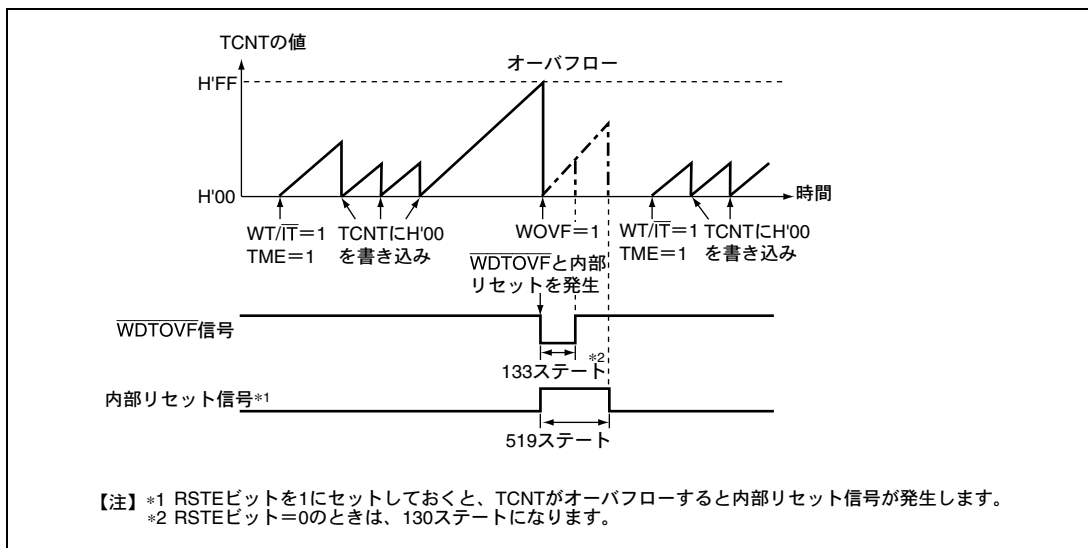 TCNTの値
オーバフロー
H'FF
H'00
時間
WT/IT=1
TME=1
TCNTにH'00
を書き込み
WOVF=1
WT/IT=1
TME=1
TCNTにH'00
を書き込み
WDTOVFと内部
リセットを発生
WDTOVF信号
133ステート*2
内部リセット信号*1
519ステート
【注】*1 RSTEビットを1にセットしておくと、TCNTがオーバフローすると内部リセット信号が発生します。
*2 RSTEビット=0のときは、130ステートになります。